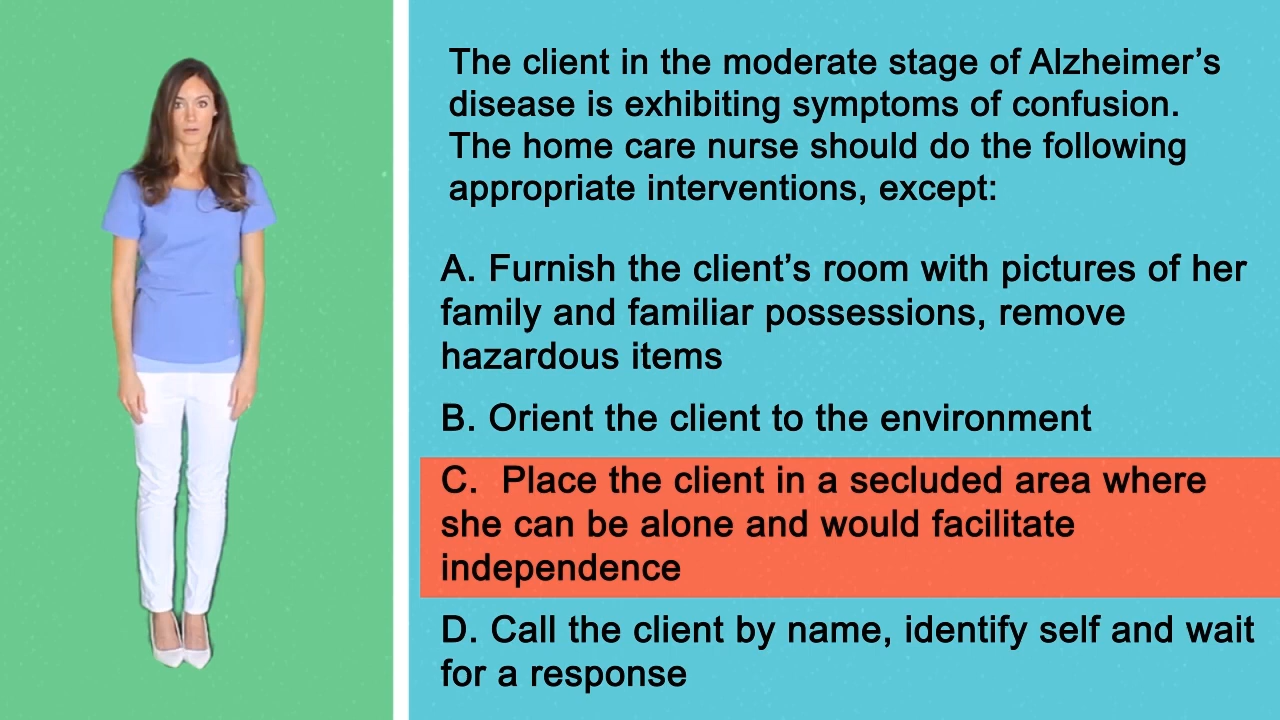 The client in the moderate stage of Alzheimer’s
disease is exhibiting symptoms of confusion.
The home care nurse should do the following
appropriate interventions, except:
A. Furnish the client’s room with pictures of her
family and familiar possessions, remove
hazardous items
B. Orient the client to the environment
C. Place the client in a secluded area where
she can be alone and would facilitate
independence
D. Call the client by name, identify self and wait
for a response